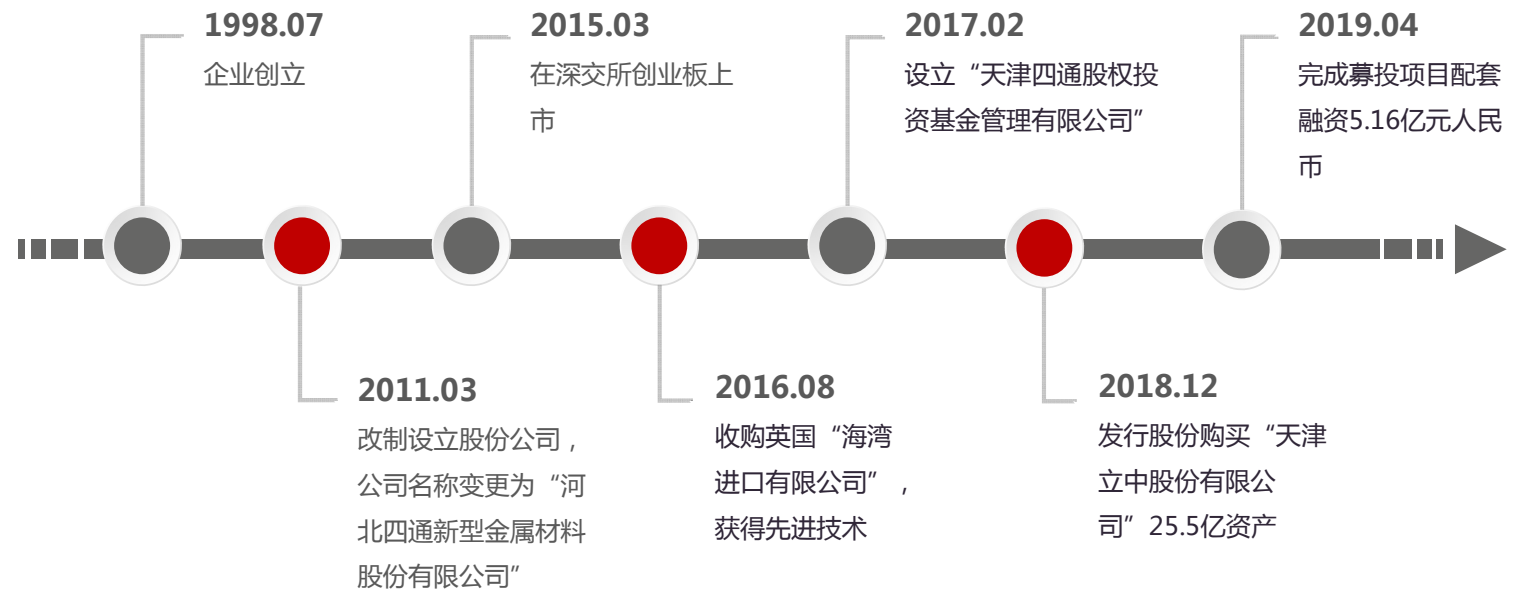 1998.07
企业创立
2015.03
在深交所创业板上
市
2017.02
设立“天津四通股权投
资基金管理有限公司”
2019.04
完成募投项目配套
融资5.16亿元人民
币
2011.03
改制设立股份公司，
公司名称变更为“河
北四通新型金属材料
股份有限公司”
2016.08
收购英国“海湾
进口有限公司”，
获得先进技术
2018.12
发行股份购买“天津
立中股份有限公
司”25.5亿资产